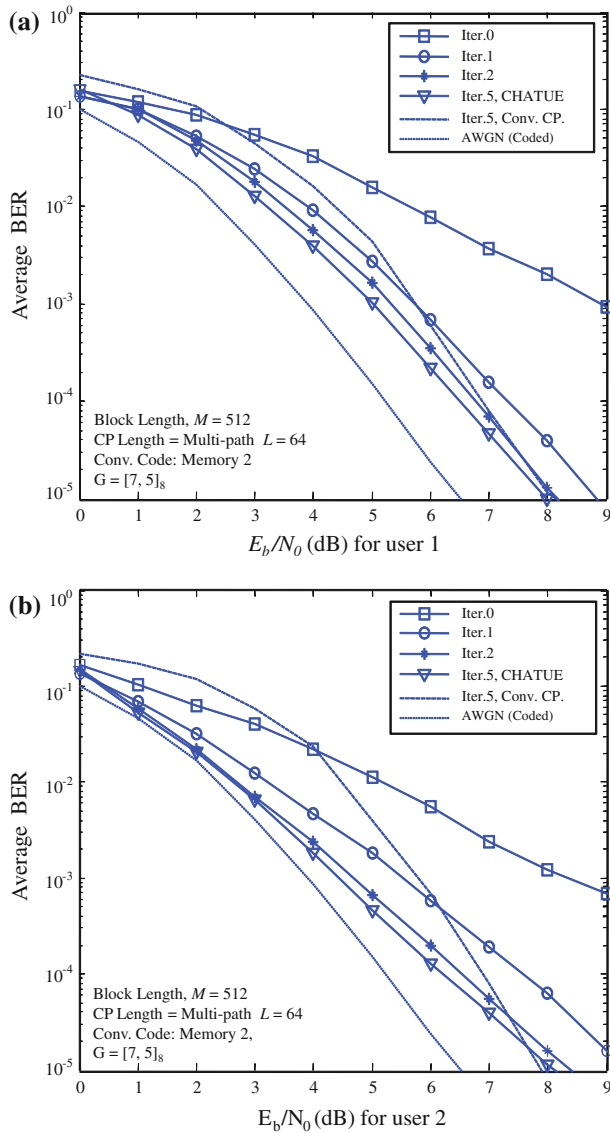 (a)
10^0
10^-1
10^-2
10^-3
10^-4
10^-5
Average BER
Iter.0
Iter.1
Iter.2
Iter.5, CHATUE
Iter.5, Conv. CP.
AWGN (Coded)
Block Length, M = 512
CP Length = Multi-path L = 64
Conv. Code: Memory 2
G = [7, 5]_8
0 1 2 3 4 5 6 7 8 9
E_b/N_0 (dB) for user 1
(b)
10^0
10^-1
10^-2
10^-3
10^-4
10^-5
Average BER
Iter.0
Iter.1
Iter.2
Iter.5, CHATUE
Iter.5, Conv. CP.
AWGN (Coded)
Block Length, M = 512
CP Length = Multi-path L = 64
Conv. Code: Memory 2,
G = [7, 5]_8
0 1 2 3 4 5 6 7 8 9
E_b/N_0 (dB) for user 2